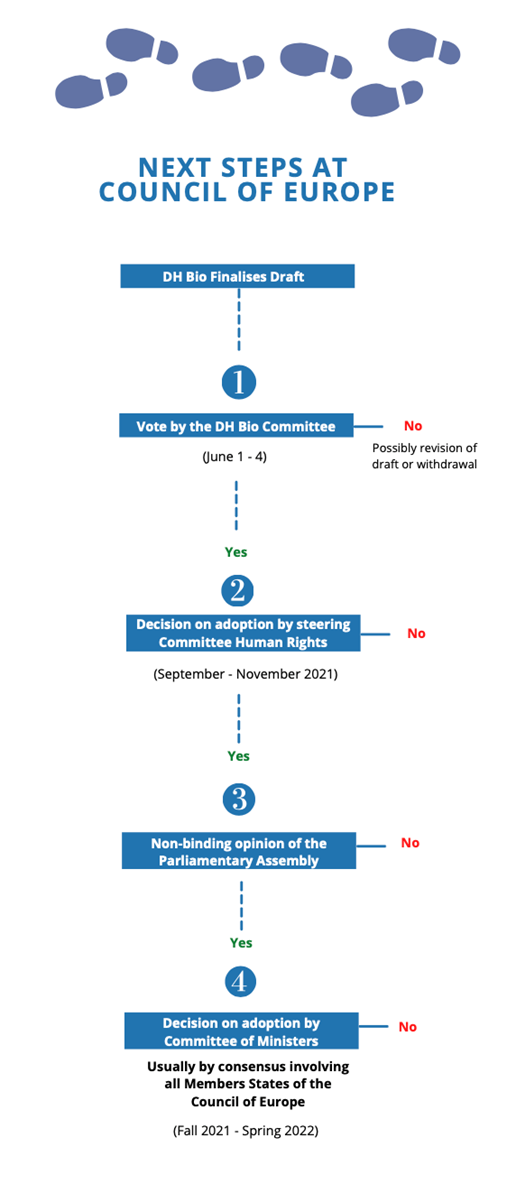 NEXT STEPS AT
COUNCIL OF EUROPE
DH Bio Finalises Draft
1
Vote by the DH Bio Committee
No
(June 1 - 4)
Possibly revision of
draft or withdrawal
Yes
2
Decision on adoption by steering
Committee Human Rights
No
(September - November 2021)
Yes
3
Non-binding opinion of the
Parliamentary Assembly
No
Yes
4
Decision on adoption by
Committee of Ministers
No
Usually by consensus involving
all Members States of the
Council of Europe
(Fall 2021 - Spring 2022)